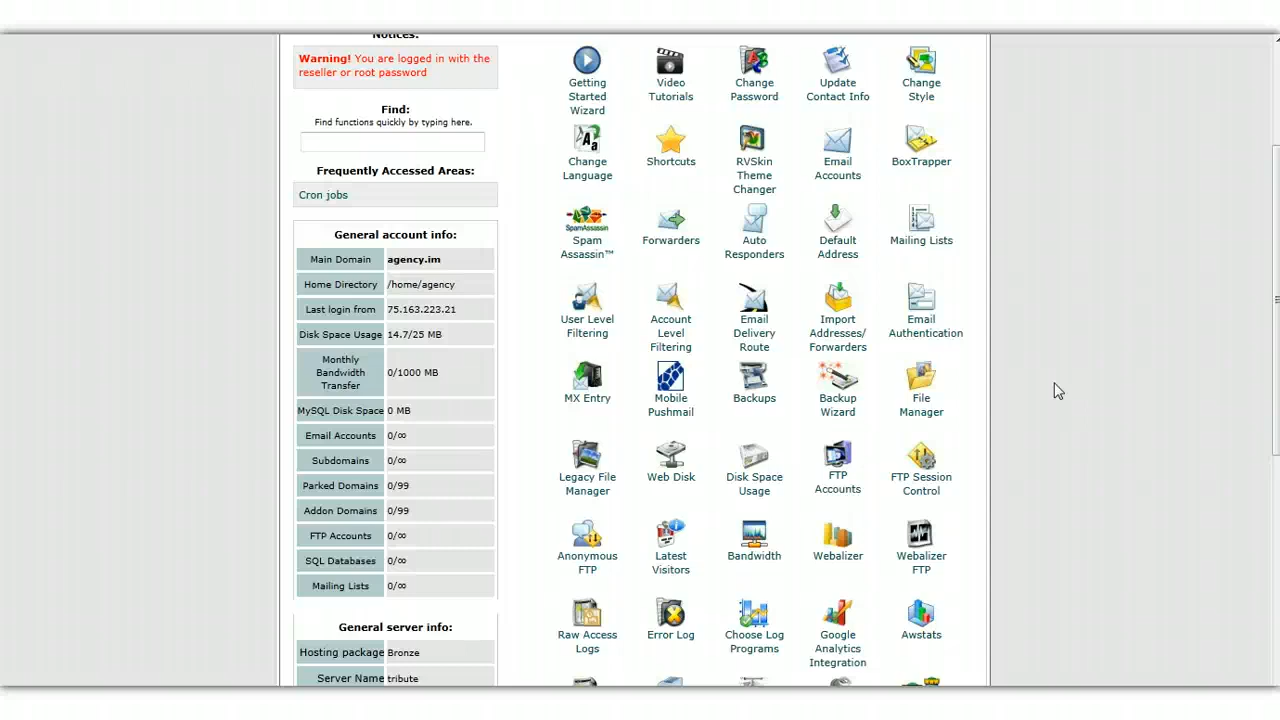 Notices:
Warning! You are logged in with the
reseller or root password
Find:
Find functions quickly by typing here.
Frequently Accessed Areas:
Cron jobs
General account info:
Main Domain agency.im
Home Directory /home/agency
Last login from 75.163.223.21
Disk Space Usage 14.7/25 MB
Monthly
Bandwidth
Transfer
0/1000 MB
MySQL Disk Space 0 MB
Email Accounts 0/∞
Subdomains 0/∞
Parked Domains 0/99
Addon Domains 0/99
FTP Accounts 0/∞
SQL Databases 0/∞
Mailing Lists 0/∞
General server info:
Hosting package Bronze
Server Name tribute
Getting
Started
Wizard
Video
Tutorials
Change
Password
Update
Contact Info
Change
Style
Change
Language
Shortcuts
RVSkin
Theme
Changer
Email
Accounts
BoxTrapper
SpamAssassin
Spam
Assassin™
Forwarders
Auto
Responders
Default
Address
Mailing Lists
User Level
Filtering
Account
Level
Filtering
Email
Delivery
Route
Import
Addresses/
Forwarders
Email
Authentication
MX Entry
Mobile
Pushmail
Backups
Backup
Wizard
File
Manager
Legacy File
Manager
Web Disk
Disk Space
Usage
FTP
Accounts
FTP Session
Control
Anonymous
FTP
Latest
Visitors
Bandwidth
Webalizer
Webalizer
FTP
Raw Access
Logs
Error Log
Choose Log
Programs
Google
Analytics
Integration
Awstats